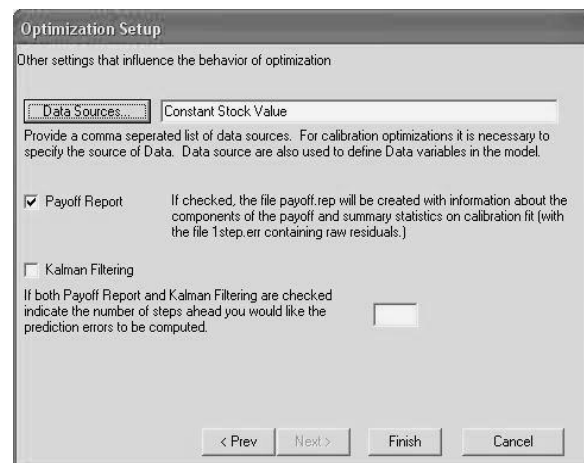 Optimization Setup
Other settings that influence the behavior of optimization
Data Sources... Constant Stock Value
Provide a comma seperated list of data sources. For calibration optimizations it is necessary to
specify the source of Data. Data source are also used to define Data variables in the model.
Payoff Report
If checked, the file payoff.rep will be created with information about the
components of the payoff and summary statistics on calibration fit (with
the file 1step.err containing raw residuals.)
Kalman Filtering
If both Payoff Report and Kalman Filtering are checked
indicate the number of steps ahead you would like the
prediction errors to be computed.
< Prev Next > Finish Cancel